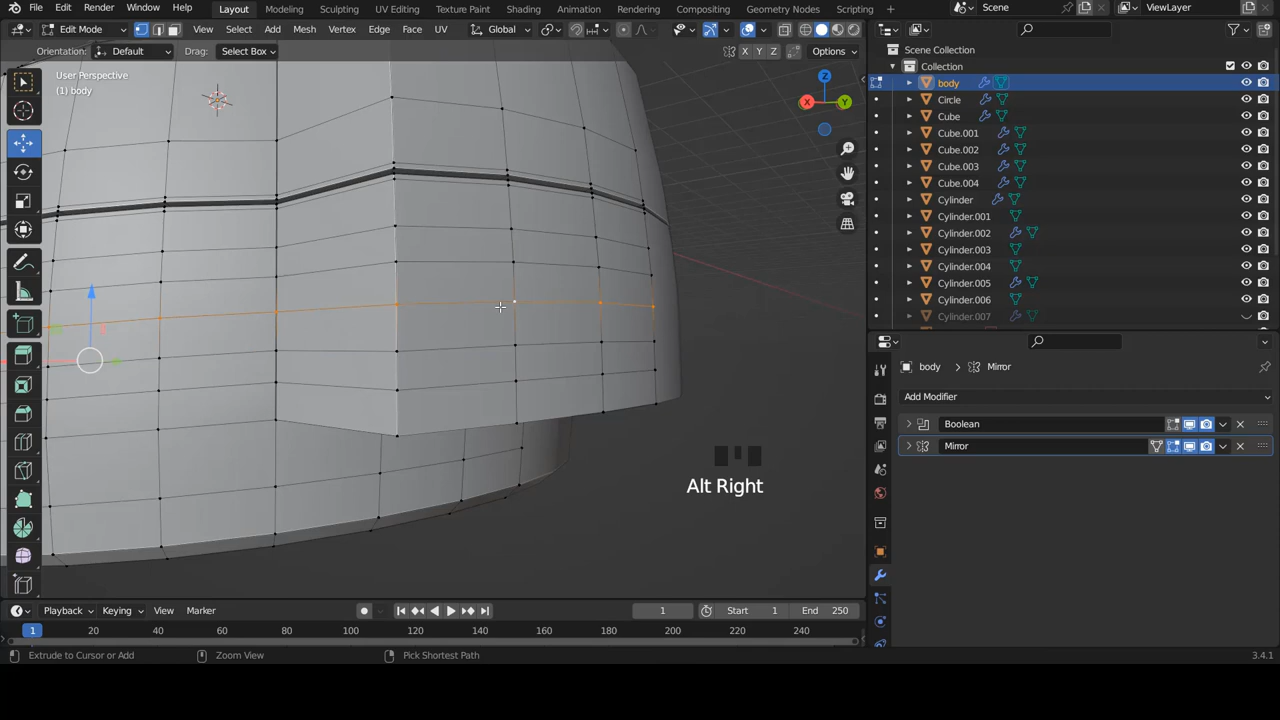 File Edit Render Window Help Layout Modeling Sculpting UV Editing Texture Paint Shading Animation Rendering Compositing Geometry Nodes Scripting Scene ViewLayer
Edit Mode View Select Add Mesh Vertex Edge Face UV Global
Orientation: Default Drag: Select Box X Y Z Options
User Perspective
(1) body
Z
X Y
Alt Right
Scene Collection
Collection
body
Circle
Cube
Cube.001
Cube.002
Cube.003
Cube.004
Cylinder
Cylinder.001
Cylinder.002
Cylinder.003
Cylinder.004
Cylinder.005
Cylinder.006
Cylinder.007
body > Mirror
Add Modifier
Boolean
Mirror
Playback Keying View Marker 1 Start 1 End 250
1 20 40 60 80 100 120 140 160 180 200 220 240
Extrude to Cursor or Add Zoom View Pick Shortest Path 3.4.1